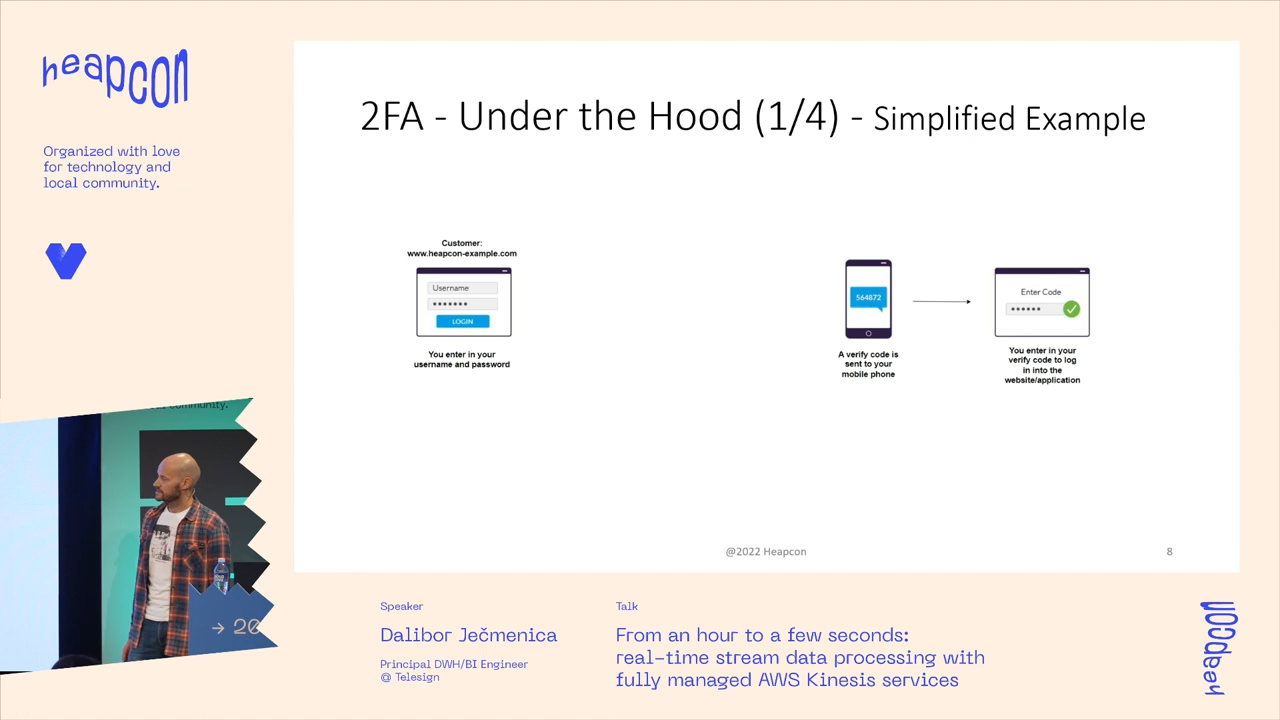 heapcon
Organized with love
for technology and
local community.
2FA - Under the Hood (1/4) - Simplified Example
Customer:
www.heapcon-example.com
Username
LOGIN
You enter in your
username and password
564872
A verify code is
sent to your
mobile phone
Enter Code
You enter in your
verify code to log
in into the
website/application
@2022 Heapcon
8
community.
→ 20
Speaker
Dalibor Ječmenica
Principal DWH/BI Engineer
@ Telesign
Talk
From an hour to a few seconds:
real-time stream data processing with
fully managed AWS Kinesis services
heapcon